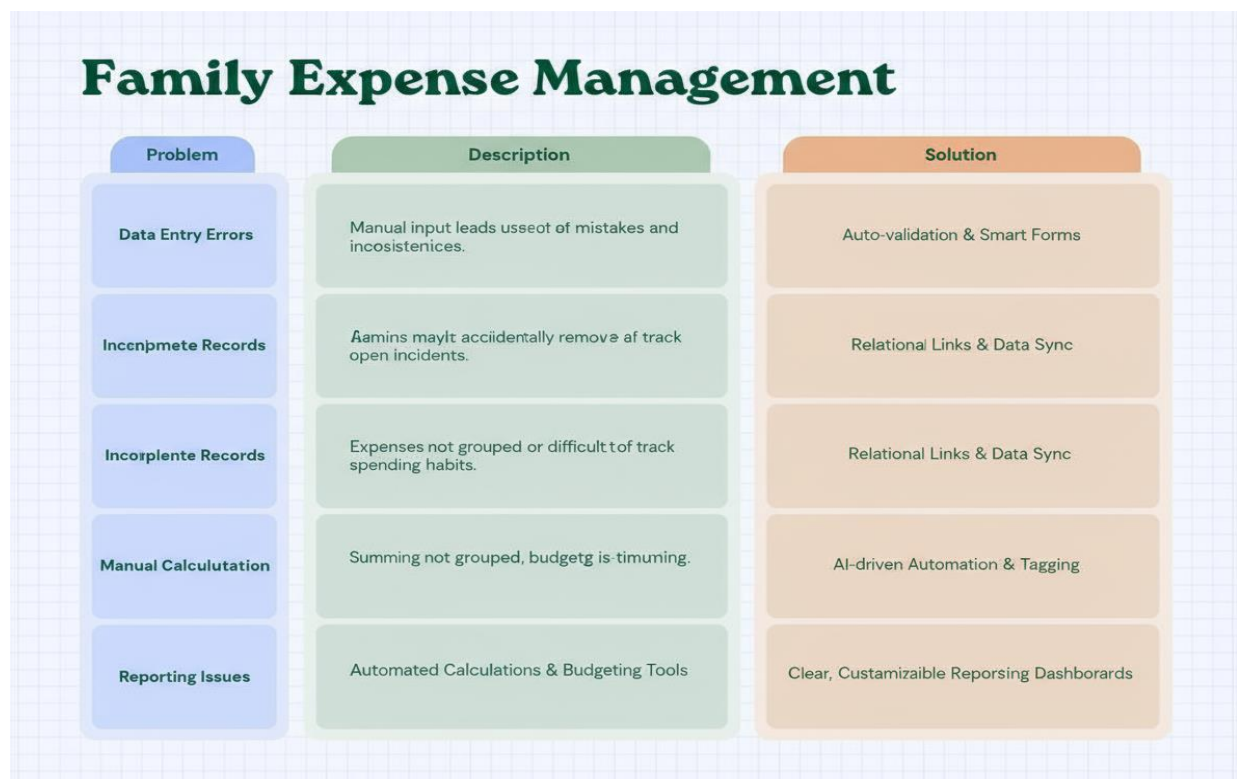 Family Expense Management
Problem
Description
Solution
Data Entry Errors
Manual input leads useot of mistakes and
incosistenices.
Auto-validation & Smart Forms
Incenpmete Records
Aamins mayIt acciidentally remove af track
open incidents.
Relational Links & Data Sync
Incorplente Records
Expenses not grouped or difficult tof track
spending habits.
Relational Links & Data Sync
Manual Calculutation
Summing not grouped, budgetg is-timuming.
AI-driven Automation & Tagging
Reporting Issues
Automated Calculations & Budgeting Tools
Clear, Custamizaible Reporsing Dashborards